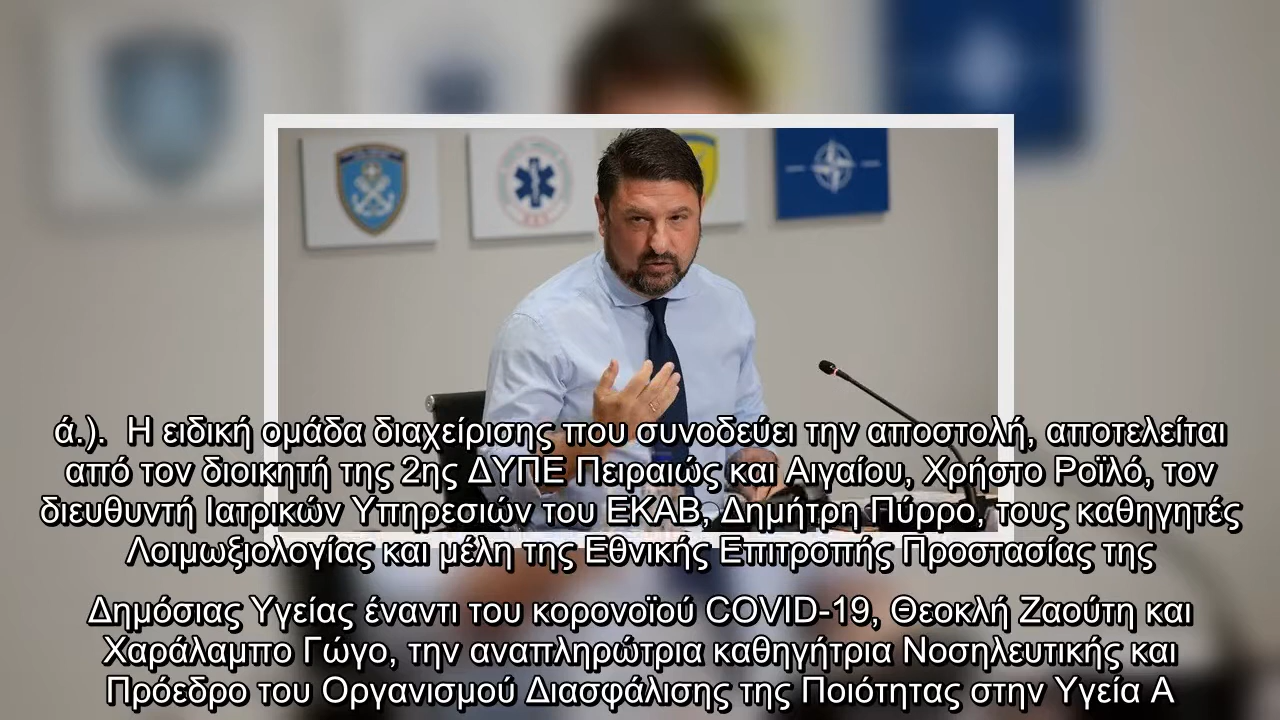 ά.).  Η ειδική ομάδα διαχείρισης που συνοδεύει την αποστολή, αποτελείται
από τον διοικητή της 2ης ΔΥΠΕ Πειραιώς και Αιγαίου, Χρήστο Ροϊλό, τον
διευθυντή Ιατρικών Υπηρεσιών του ΕΚΑΒ, Δημήτρη Πύρρο, τους καθηγητές
Λοιμωξιολογίας και μέλη της Εθνικής Επιτροπής Προστασίας της
Δημόσιας Υγείας έναντι του κορονοϊού COVID-19, Θεοκλή Ζαούτη και
Χαράλαμπο Γώγο, την αναπληρώτρια καθηγήτρια Νοσηλευτικής και
Πρόεδρο του Οργανισμού Διασφάλισης της Ποιότητας στην Υγεία Α